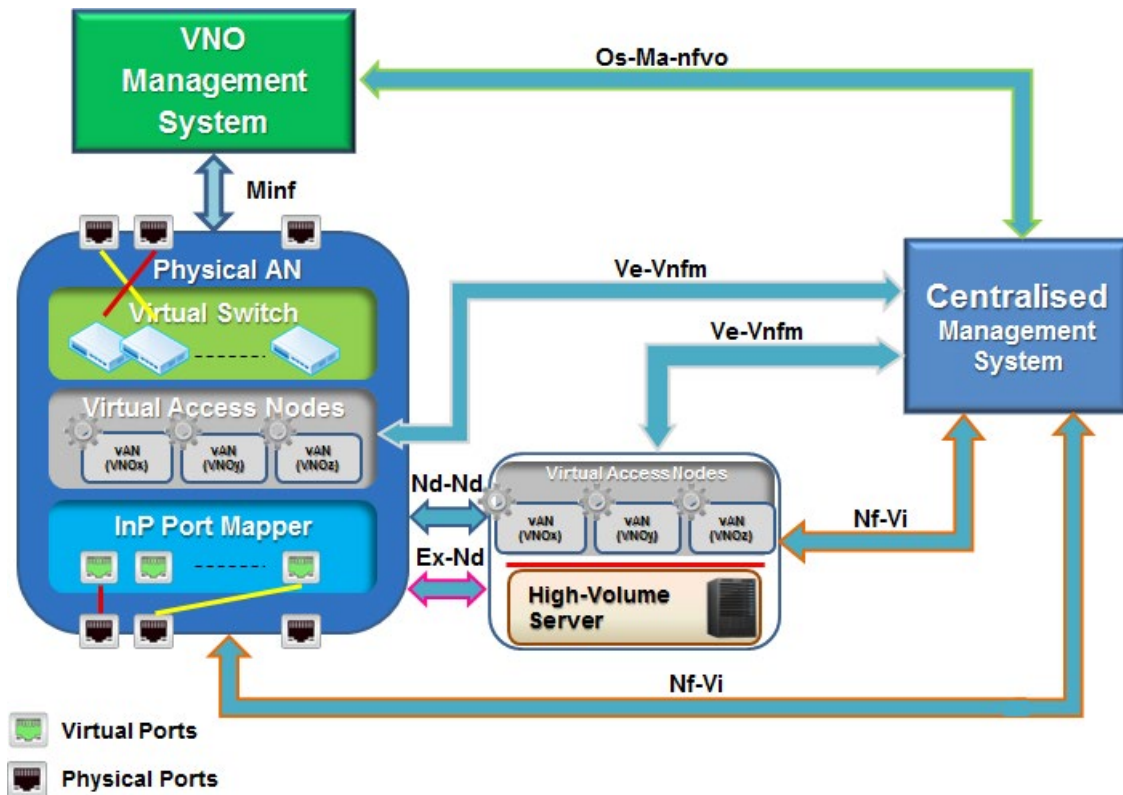 VNO
Management
System
Os-Ma-nfvo
Minf
Physical AN
Virtual Switch
Virtual Access Nodes
vAN
(VNOx)
vAN
(VNOy)
vAN
(VNOz)
InP Port Mapper
Ve-Vnfm
Ve-Vnfm
Centralised
Management
System
Nd-Nd
Ex-Nd
Virtual Access Nodes
vAN
(VNOx)
vAN
(VNOy)
vAN
(VNOz)
High-Volume
Server
Nf-Vi
Nf-Vi
Virtual Ports
Physical Ports